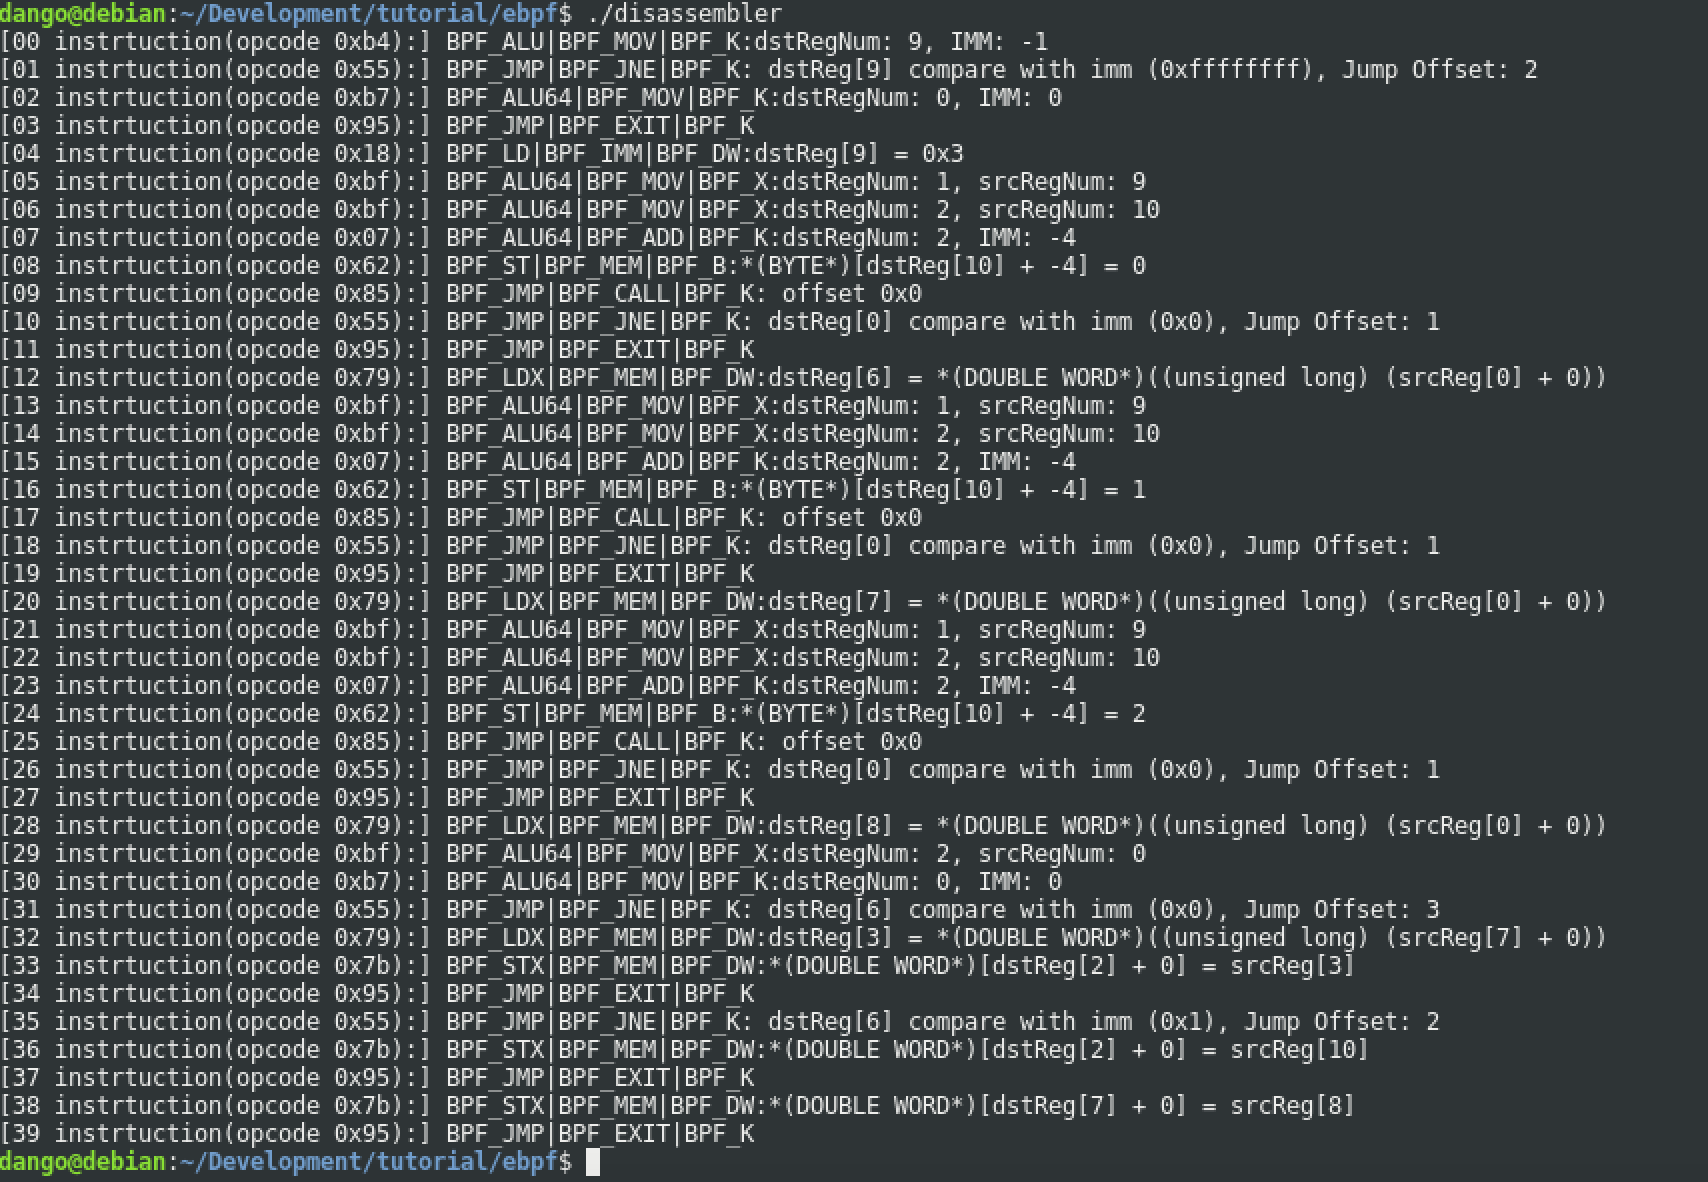 dango@debian:~/Development/tutorial/ebpf$ ./disassembler
[00 instrtuction(opcode 0xb4):] BPF_ALU|BPF_MOV|BPF_K:dstRegNum: 9, IMM: -1
[01 instrtuction(opcode 0x55):] BPF_JMP|BPF_JNE|BPF_K: dstReg[9] compare with imm (0xffffffff), Jump Offset: 2
[02 instrtuction(opcode 0xb7):] BPF_ALU64|BPF_MOV|BPF_K:dstRegNum: 0, IMM: 0
[03 instrtuction(opcode 0x95):] BPF_JMP|BPF_EXIT|BPF_K
[04 instrtuction(opcode 0x18):] BPF_LD|BPF_IMM|BPF_DW:dstReg[9] = 0x3
[05 instrtuction(opcode 0xbf):] BPF_ALU64|BPF_MOV|BPF_X:dstRegNum: 1, srcRegNum: 9
[06 instrtuction(opcode 0xbf):] BPF_ALU64|BPF_MOV|BPF_X:dstRegNum: 2, srcRegNum: 10
[07 instrtuction(opcode 0x07):] BPF_ALU64|BPF_ADD|BPF_K:dstRegNum: 2, IMM: -4
[08 instrtuction(opcode 0x62):] BPF_ST|BPF_MEM|BPF_B:*(BYTE*)[dstReg[10] + -4] = 0
[09 instrtuction(opcode 0x85):] BPF_JMP|BPF_CALL|BPF_K: offset 0x0
[10 instrtuction(opcode 0x55):] BPF_JMP|BPF_JNE|BPF_K: dstReg[0] compare with imm (0x0), Jump Offset: 1
[11 instrtuction(opcode 0x95):] BPF_JMP|BPF_EXIT|BPF_K
[12 instrtuction(opcode 0x79):] BPF_LDX|BPF_MEM|BPF_DW:dstReg[6] = *(DOUBLE WORD*)((unsigned long) (srcReg[0] + 0))
[13 instrtuction(opcode 0xbf):] BPF_ALU64|BPF_MOV|BPF_X:dstRegNum: 1, srcRegNum: 9
[14 instrtuction(opcode 0xbf):] BPF_ALU64|BPF_MOV|BPF_X:dstRegNum: 2, srcRegNum: 10
[15 instrtuction(opcode 0x07):] BPF_ALU64|BPF_ADD|BPF_K:dstRegNum: 2, IMM: -4
[16 instrtuction(opcode 0x62):] BPF_ST|BPF_MEM|BPF_B:*(BYTE*)[dstReg[10] + -4] = 1
[17 instrtuction(opcode 0x85):] BPF_JMP|BPF_CALL|BPF_K: offset 0x0
[18 instrtuction(opcode 0x55):] BPF_JMP|BPF_JNE|BPF_K: dstReg[0] compare with imm (0x0), Jump Offset: 1
[19 instrtuction(opcode 0x95):] BPF_JMP|BPF_EXIT|BPF_K
[20 instrtuction(opcode 0x79):] BPF_LDX|BPF_MEM|BPF_DW:dstReg[7] = *(DOUBLE WORD*)((unsigned long) (srcReg[0] + 0))
[21 instrtuction(opcode 0xbf):] BPF_ALU64|BPF_MOV|BPF_X:dstRegNum: 1, srcRegNum: 9
[22 instrtuction(opcode 0xbf):] BPF_ALU64|BPF_MOV|BPF_X:dstRegNum: 2, srcRegNum: 10
[23 instrtuction(opcode 0x07):] BPF_ALU64|BPF_ADD|BPF_K:dstRegNum: 2, IMM: -4
[24 instrtuction(opcode 0x62):] BPF_ST|BPF_MEM|BPF_B:*(BYTE*)[dstReg[10] + -4] = 2
[25 instrtuction(opcode 0x85):] BPF_JMP|BPF_CALL|BPF_K: offset 0x0
[26 instrtuction(opcode 0x55):] BPF_JMP|BPF_JNE|BPF_K: dstReg[0] compare with imm (0x0), Jump Offset: 1
[27 instrtuction(opcode 0x95):] BPF_JMP|BPF_EXIT|BPF_K
[28 instrtuction(opcode 0x79):] BPF_LDX|BPF_MEM|BPF_DW:dstReg[8] = *(DOUBLE WORD*)((unsigned long) (srcReg[0] + 0))
[29 instrtuction(opcode 0xbf):] BPF_ALU64|BPF_MOV|BPF_X:dstRegNum: 2, srcRegNum: 0
[30 instrtuction(opcode 0xb7):] BPF_ALU64|BPF_MOV|BPF_K:dstRegNum: 0, IMM: 0
[31 instrtuction(opcode 0x55):] BPF_JMP|BPF_JNE|BPF_K: dstReg[6] compare with imm (0x0), Jump Offset: 3
[32 instrtuction(opcode 0x79):] BPF_LDX|BPF_MEM|BPF_DW:dstReg[3] = *(DOUBLE WORD*)((unsigned long) (srcReg[7] + 0))
[33 instrtuction(opcode 0x7b):] BPF_STX|BPF_MEM|BPF_DW:*(DOUBLE WORD*)[dstReg[2] + 0] = srcReg[3]
[34 instrtuction(opcode 0x95):] BPF_JMP|BPF_EXIT|BPF_K
[35 instrtuction(opcode 0x55):] BPF_JMP|BPF_JNE|BPF_K: dstReg[6] compare with imm (0x1), Jump Offset: 2
[36 instrtuction(opcode 0x7b):] BPF_STX|BPF_MEM|BPF_DW:*(DOUBLE WORD*)[dstReg[2] + 0] = srcReg[10]
[37 instrtuction(opcode 0x95):] BPF_JMP|BPF_EXIT|BPF_K
[38 instrtuction(opcode 0x7b):] BPF_STX|BPF_MEM|BPF_DW:*(DOUBLE WORD*)[dstReg[7] + 0] = srcReg[8]
[39 instrtuction(opcode 0x95):] BPF_JMP|BPF_EXIT|BPF_K
dango@debian:~/Development/tutorial/ebpf$